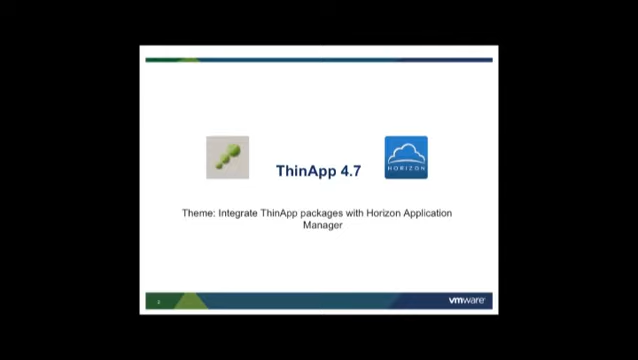 HORIZON
ThinApp 4.7
Theme: Integrate ThinApp packages with Horizon Application
Manager
vmware